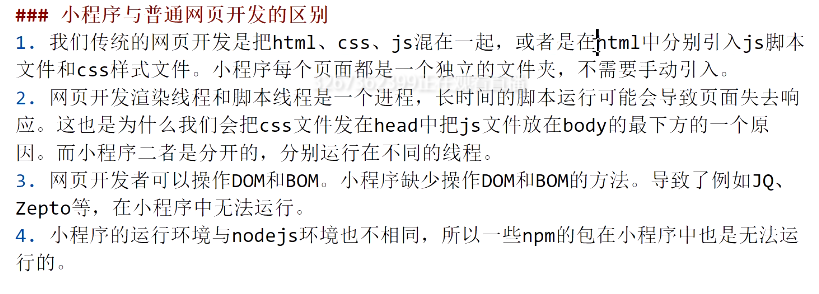 ### 小程序与普通网页开发的区别
1. 我们传统的网页开发是把html、css、js混在一起，或者是在html中分别引入js脚本
文件和css样式文件。小程序每个页面都是一个独立的文件夹，不需要手动引入。
2. 网页开发渲染线程和脚本线程是一个进程，长时间的脚本运行可能会导致页面失去响
应。这也是为什么我们会把css文件发在head中把js文件放在body的最下方的一个原
因。而小程序二者是分开的，分别运行在不同的线程。
3. 网页开发者可以操作DOM和BOM。小程序缺少操作DOM和BOM的方法。导致了例如JQ、
Zepto等，在小程序中无法运行。
4. 小程序的运行环境与nodejs环境也不相同，所以一些npm的包在小程序中也是无法运
行的。